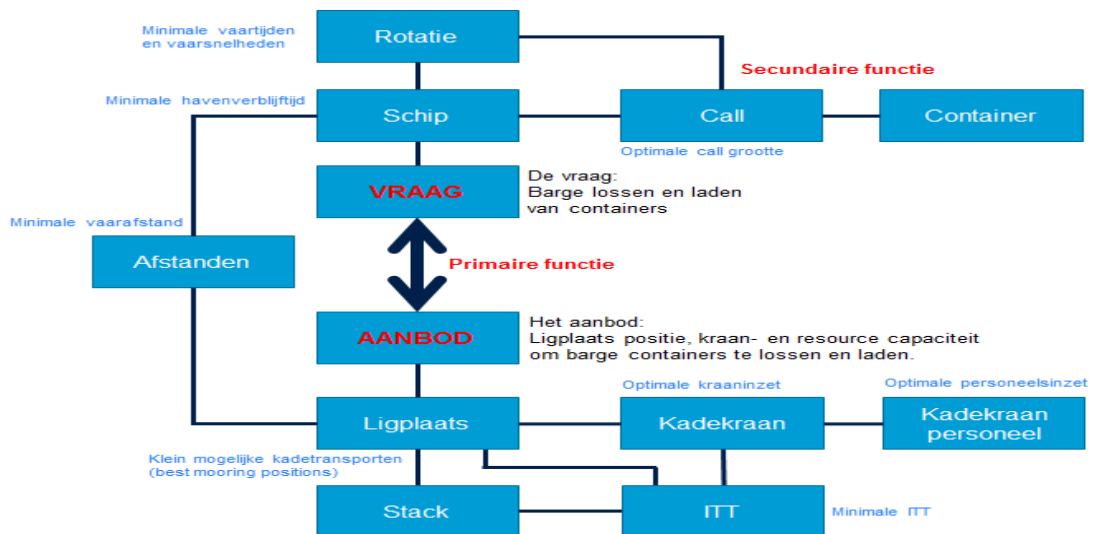 Minimale vaartijden
en vaarsnelheden
Rotatie
Secundaire functie
Minimale havenverblijftijd
Schip
Call
Container
Optimale call grootte
VRAAG
De vraag:
Barge lossen en laden
van containers
Minimale vaarafstand
Afstanden
Primaire functie
AANBOD
Het aanbod:
Ligplaats positie, kraan- en resource capaciteit
om barge containers te lossen en laden.
Optimale kraaninzet
Optimale personeelsinzet
Ligplaats
Kadekraan
Kadekraan
personeel
Klein mogelijke kadetransporten
(best mooring positions)
Stack
ITT
Minimale ITT